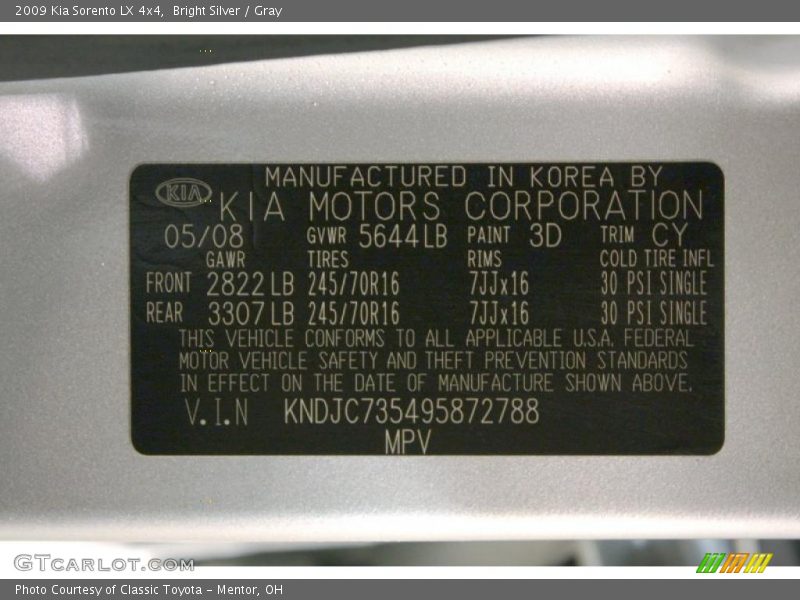 2009 Kia Sorento LX 4x4, Bright Silver / Gray
MANUFACTURED IN KOREA BY
KIA KIA MOTORS CORPORATION
05/08 GVWR 5644LB PAINT 3D TRIM CY
GAWR TIRES RIMS COLD TIRE INFL
FRONT 2822LB 245/70R16 7JJx16 30 PSI SINGLE
REAR 3307LB 245/70R16 7JJx16 30 PSI SINGLE
THIS VEHICLE CONFORMS TO ALL APPLICABLE U.S.A. FEDERAL
MOTOR VEHICLE SAFETY AND THEFT PREVENTION STANDARDS
IN EFFECT ON THE DATE OF MANUFACTURE SHOWN ABOVE.
V.I.N KNDJC735495872788
MPV
GTCARLOT.COM
Photo Courtesy of Classic Toyota - Mentor, OH